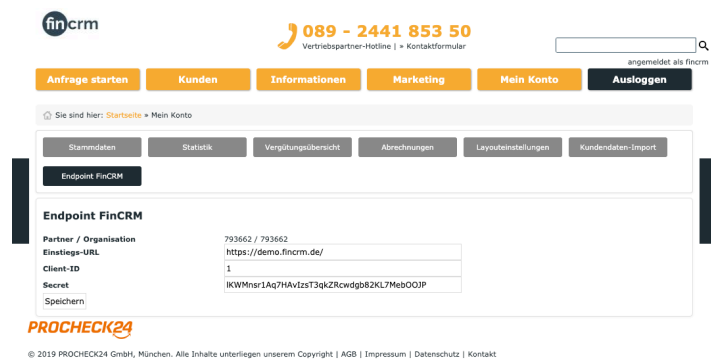 fincrm
089 - 2441 853 50
Vertriebspartner-Hotline | » Kontaktformular
angemeldet als fincrm
Anfrage starten Kunden Informationen Marketing Mein Konto Ausloggen
Sie sind hier: Startseite » Mein Konto
Stammdaten Statistik Vergütungsübersicht Abrechnungen Layouteinstellungen Kundendaten-Import
Endpoint FinCRM
Endpoint FinCRM
Partner / Organisation 793662 / 793662
Einstiegs-URL https://demo.fincrm.de/
Client-ID 1
Secret lKWMnsr1Aq7HAvIzsT3qkZRcwdgb82KL7MebOOJP
Speichern
PROCHECK24
© 2019 PROCHECK24 GmbH, München. Alle Inhalte unterliegen unserem Copyright | AGB | Impressum | Datenschutz | Kontakt